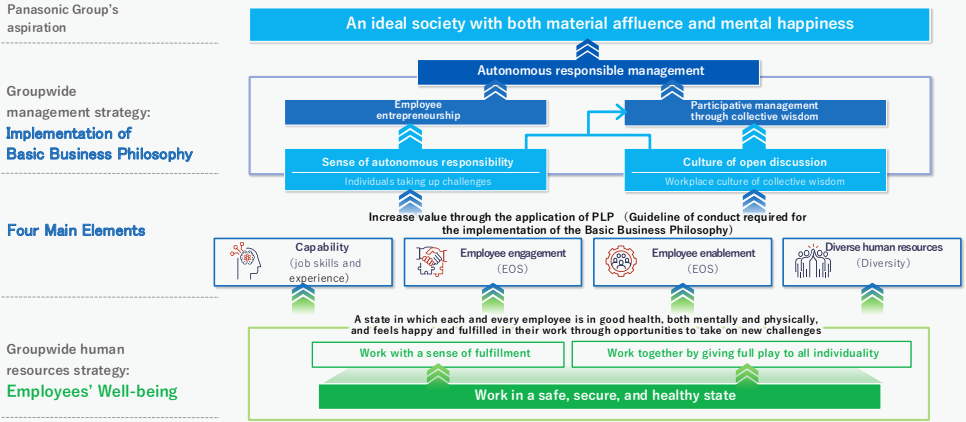 Panasonic Group's
aspiration
An ideal society with both material affluence and mental happiness
Autonomous responsible management
Groupwide
management strategy:
Implementation of
Basic Business Philosophy
Employee
entrepreneurship
Participative management
through collective wisdom
Sense of autonomous responsibility
Individuals taking up challenges
Culture of open discussion
Workplace culture of collective wisdom
Four Main Elements
Increase value through the application of PLP （Guideline of conduct required for
the implementation of the Basic Business Philosophy）
Capability
（job skills and
experience）
Employee engagement
（EOS）
Employee enablement
（EOS）
Diverse human resources
（Diversity）
A state in which each and every employee is in good health, both mentally and physically,
and feels happy and fulfilled in their work through opportunities to take on new challenges
Groupwide human
resources strategy:
Employees' Well-being
Work with a sense of fulfillment
Work together by giving full play to all individuality
Work in a safe, secure, and healthy state